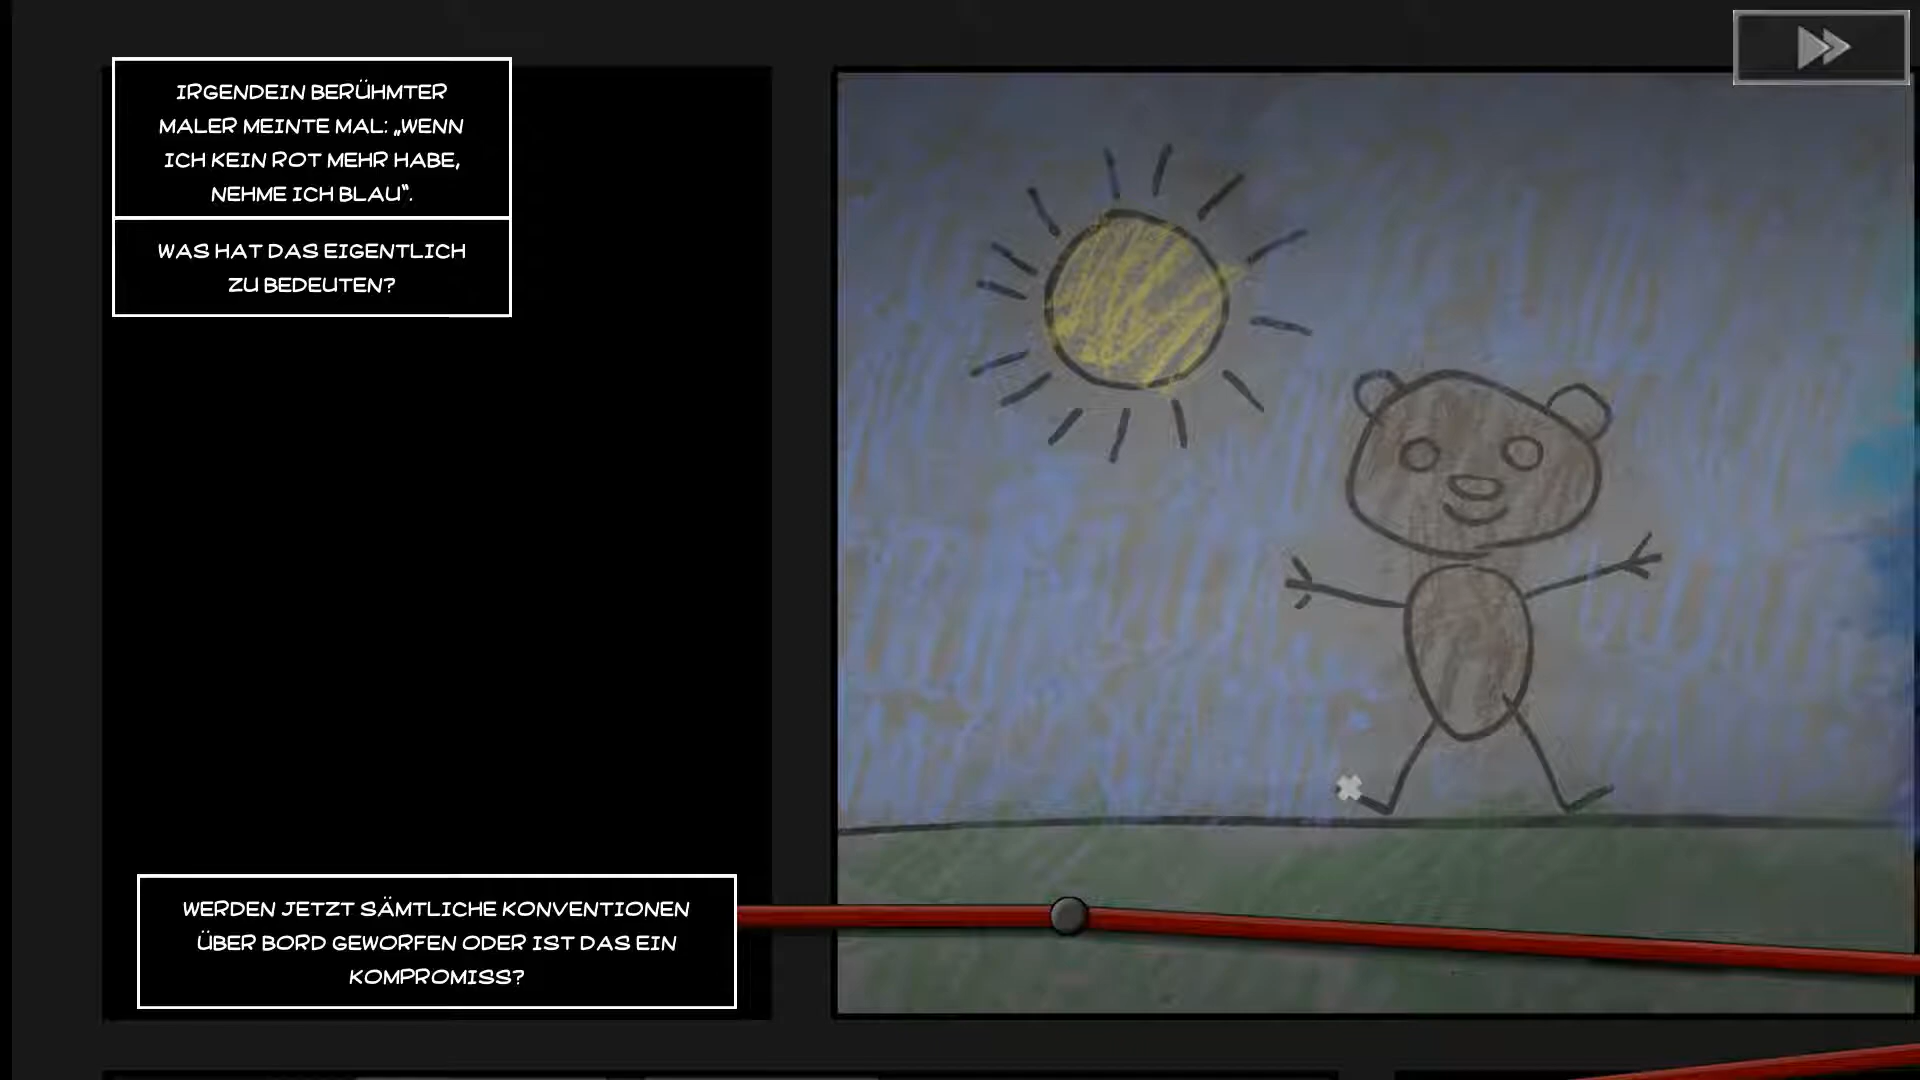 IRGENDEIN BERÜHMTER
MALER MEINTE MAL: „WENN
ICH KEIN ROT MEHR HABE,
NEHME ICH BLAU“.
WAS HAT DAS EIGENTLICH
ZU BEDEUTEN?
WERDEN JETZT SÄMTLICHE KONVENTIONEN
ÜBER BORD GEWORFEN ODER IST DAS EIN
KOMPROMISS?